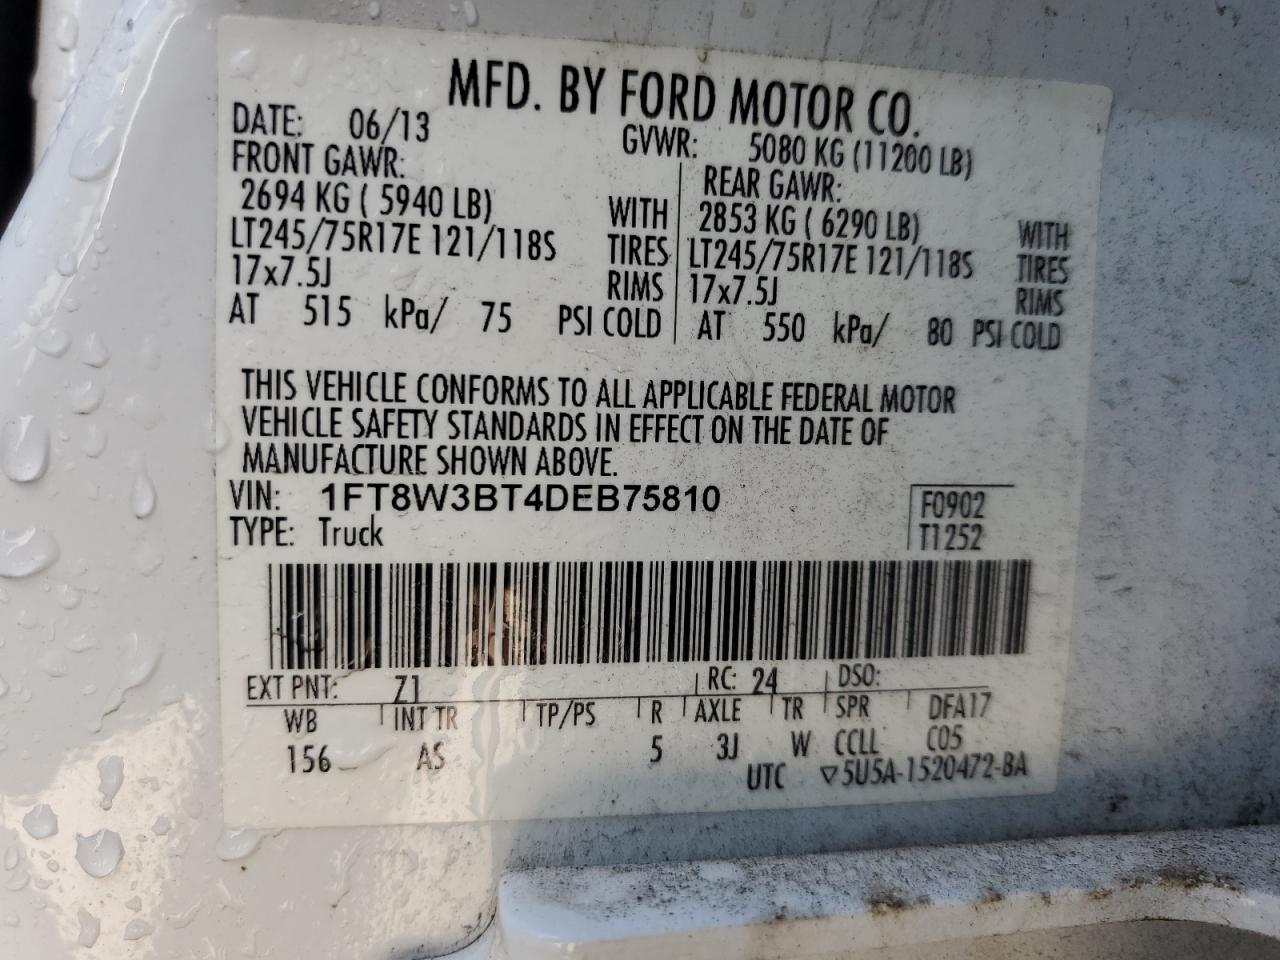 MFD. BY FORD MOTOR CO.
DATE: 06/13 GVWR: 5080 KG (11200 LB)
FRONT GAWR: REAR GAWR:
2694 KG ( 5940 LB) WITH 2853 KG ( 6290 LB) WITH
LT245/75R17E 121/118S TIRES LT245/75R17E 121/118S TIRES
17x7.5J RIMS 17x7.5J RIMS
AT 515 kPa/ 75 PSI COLD AT 550 kPa/ 80 PSI COLD
THIS VEHICLE CONFORMS TO ALL APPLICABLE FEDERAL MOTOR
VEHICLE SAFETY STANDARDS IN EFFECT ON THE DATE OF
MANUFACTURE SHOWN ABOVE.
VIN: 1FT8W3BT4DEB75810 F0902
TYPE: Truck T1252
EXT PNT: Z1 RC: 24 DSO:
WB INT TR TP/PS R AXLE TR SPR DFA17
156 AS 5 3J W CCLL C05
UTC ▽5U5A-1520472-BA